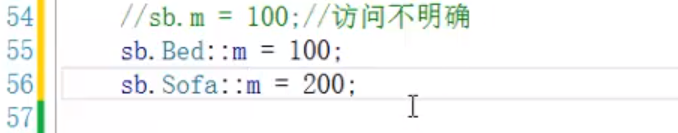 54 //sb.m = 100;//访问不明确
55 sb.Bed::m = 100;
56 sb.Sofa::m = 200;
57